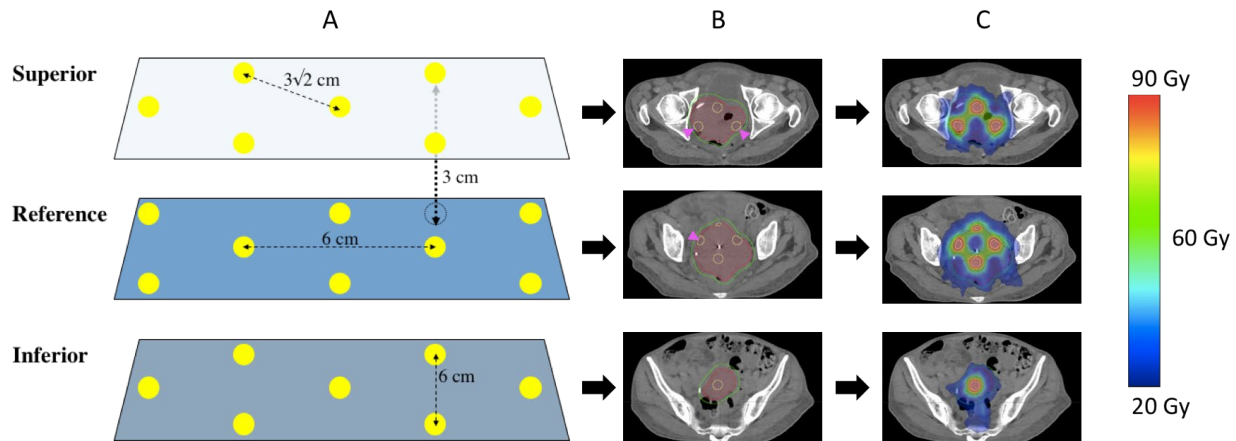 A
B
C
Superior
3√2 cm
90 Gy
3 cm
Reference
6 cm
60 Gy
Inferior
6 cm
20 Gy